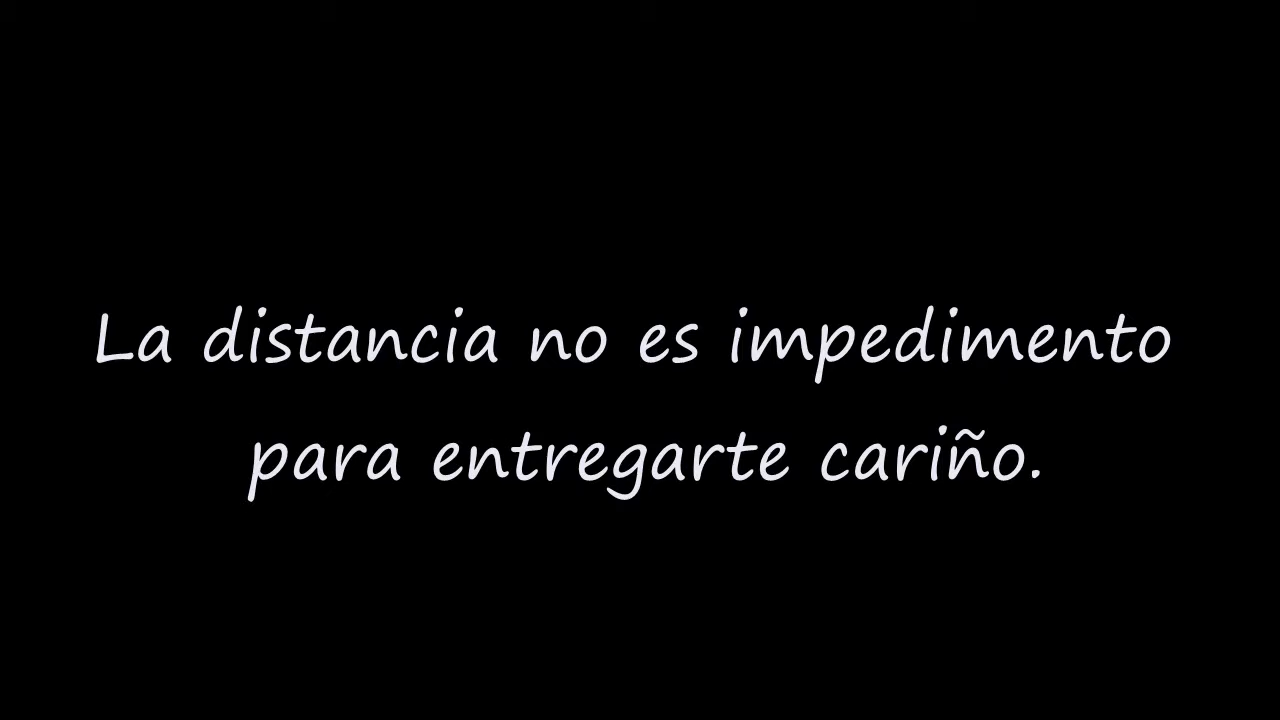 La distancia no es impedimento
para entregarte cariño.